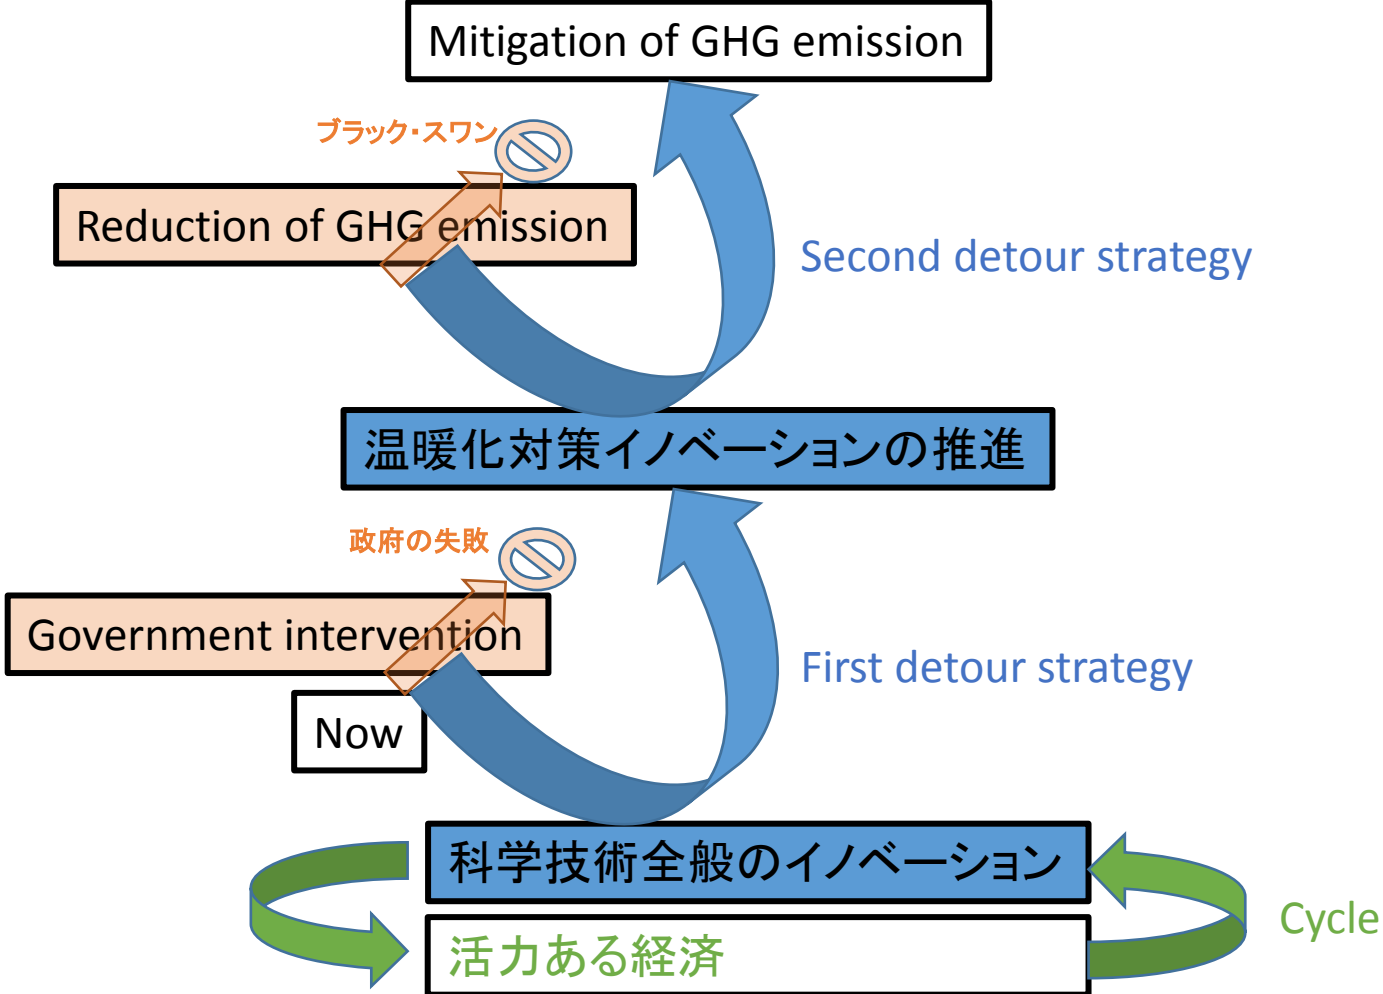 Mitigation of GHG emission
ブラック・スワン
Reduction of GHG emission
Second detour strategy
温暖化対策イノベーションの推進
政府の失敗
Government intervention
First detour strategy
Now
科学技術全般のイノベーション
Cycle
活力ある経済